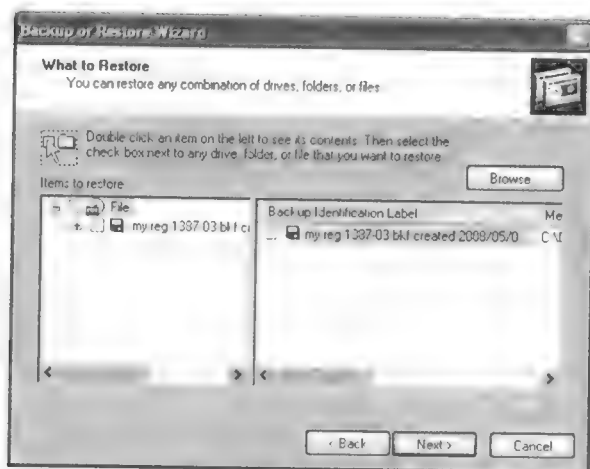 Backup or Restore Wizard
What to Restore
You can restore any combination of drives, folders, or files
Double click an item on the left to see its contents. Then select the
check box next to any drive, folder, or file that you want to restore
Browse
Items to restore
File
my reg 1387-03 bkf cr
Backup Identification Label Me
my reg 1387-03 bkf created 2008/05/0 C:\D
< Back Next > Cancel